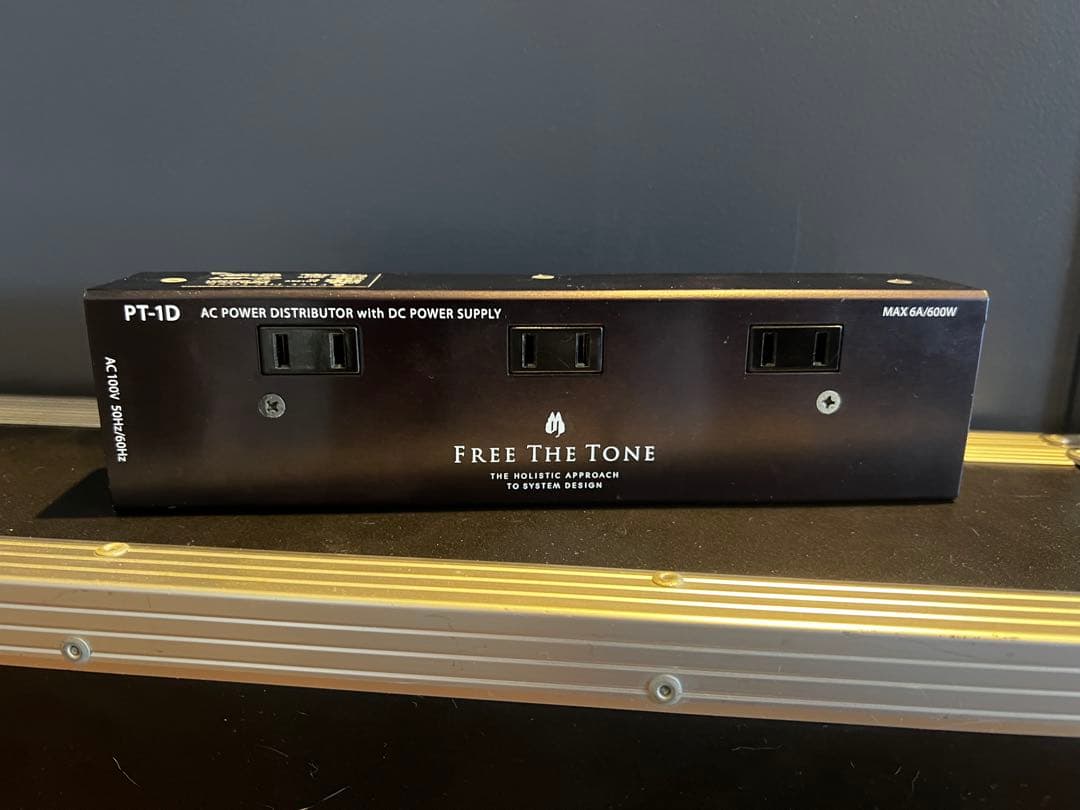 PT-1D AC POWER DISTRIBUTOR with DC POWER SUPPLY
MAX 6A/600W
AC 100V 50Hz/60Hz
FREE THE TONE
THE HOLISTIC APPROACH
TO SYSTEM DESIGN